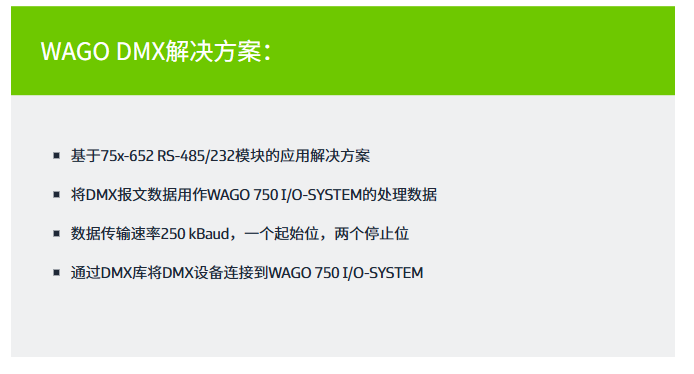 WAGO DMX解决方案：
▪ 基于75x-652 RS-485/232模块的应用解决方案
▪ 将DMX报文数据用作WAGO 750 I/O-SYSTEM的处理数据
▪ 数据传输速率250 kBaud，一个起始位，两个停止位
▪ 通过DMX库将DMX设备连接到WAGO 750 I/O-SYSTEM